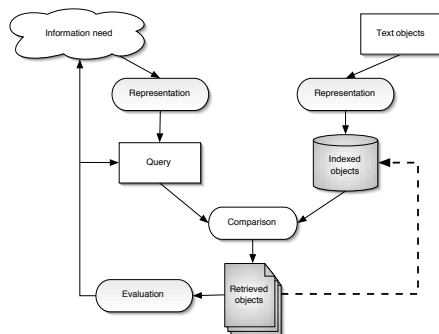 Information need
Text objects
Representation
Representation
Query
Indexed
objects
Comparison
Evaluation
Retrieved
objects